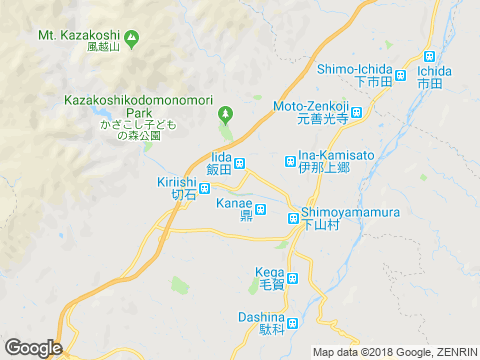 Mt. Kazakoshi
風越山
Shimo-Ichida
下市田
Ichida
市田
Kazakoshikodomonomori
Park
かざこし子ども
の森公園
Moto-Zenkoji
元善光寺
Iida
飯田
Ina-Kamisato
伊那上郷
Kiriishi
切石
Kanae
鼎
Shimoyamamura
下山村
Kega
毛賀
Dashina
駄科
Google
Map data ©2018 Google, ZENRIN